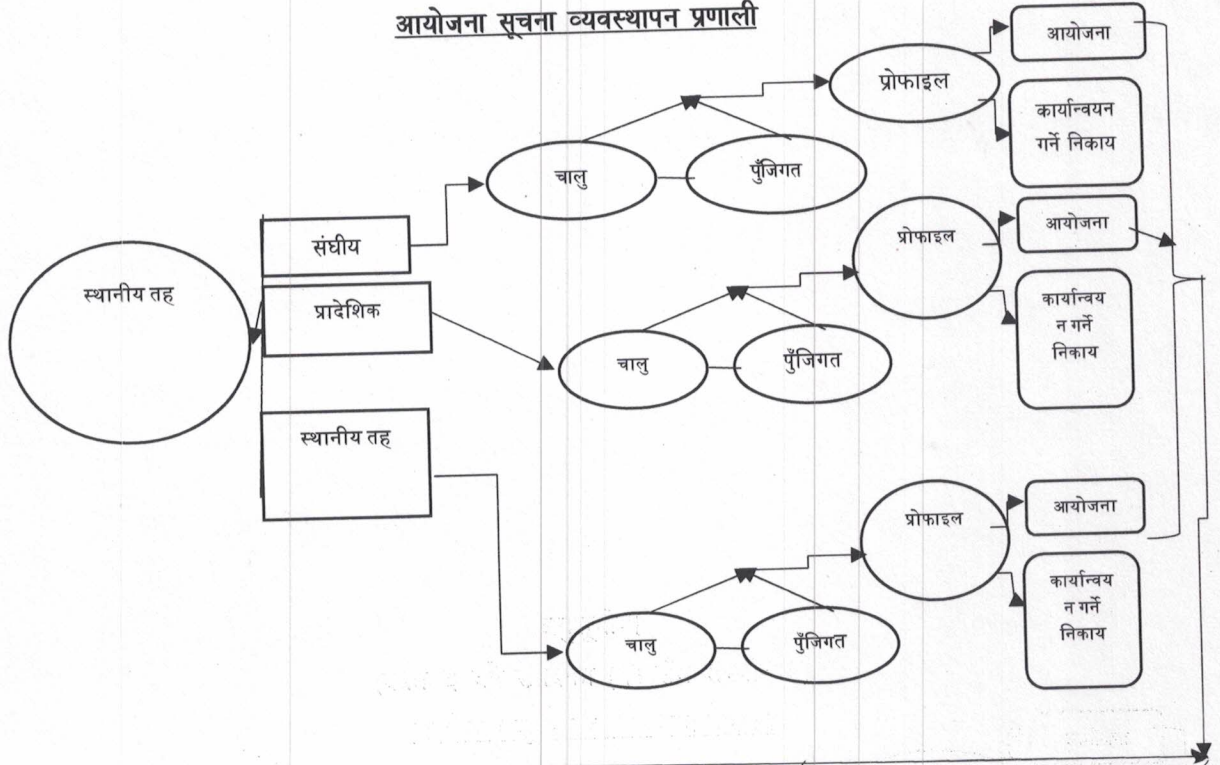 आयोजना सूचना व्यवस्थापन प्रणाली
स्थानीय तह
संघीय
प्रादेशिक
स्थानीय तह
चालु
पुँजिगत
प्रोफाइल
आयोजना
कार्यान्वयन
गर्ने निकाय
चालु
पुँजिगत
प्रोफाइल
आयोजना
कार्यान्वय
न गर्ने
निकाय
चालु
पुँजिगत
प्रोफाइल
आयोजना
कार्यान्वय
न गर्ने
निकाय